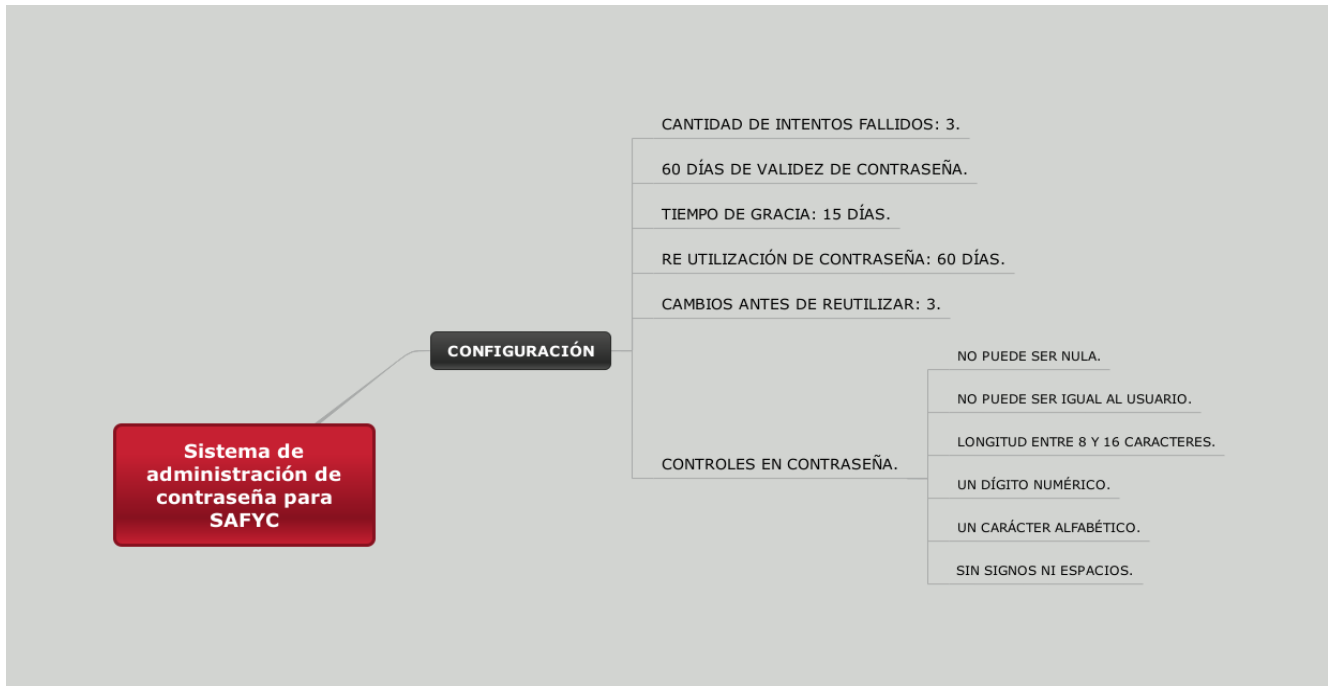 CANTIDAD DE INTENTOS FALLIDOS: 3.
60 DÍAS DE VALIDEZ DE CONTRASEÑA.
TIEMPO DE GRACIA: 15 DÍAS.
RE UTILIZACIÓN DE CONTRASEÑA: 60 DÍAS.
CAMBIOS ANTES DE REUTILIZAR: 3.
CONFIGURACIÓN
NO PUEDE SER NULA.
NO PUEDE SER IGUAL AL USUARIO.
LONGITUD ENTRE 8 Y 16 CARACTERES.
CONTROLES EN CONTRASEÑA.
UN DÍGITO NUMÉRICO.
UN CARÁCTER ALFABÉTICO.
SIN SIGNOS NI ESPACIOS.
Sistema de
administración de
contraseña para
SAFYC